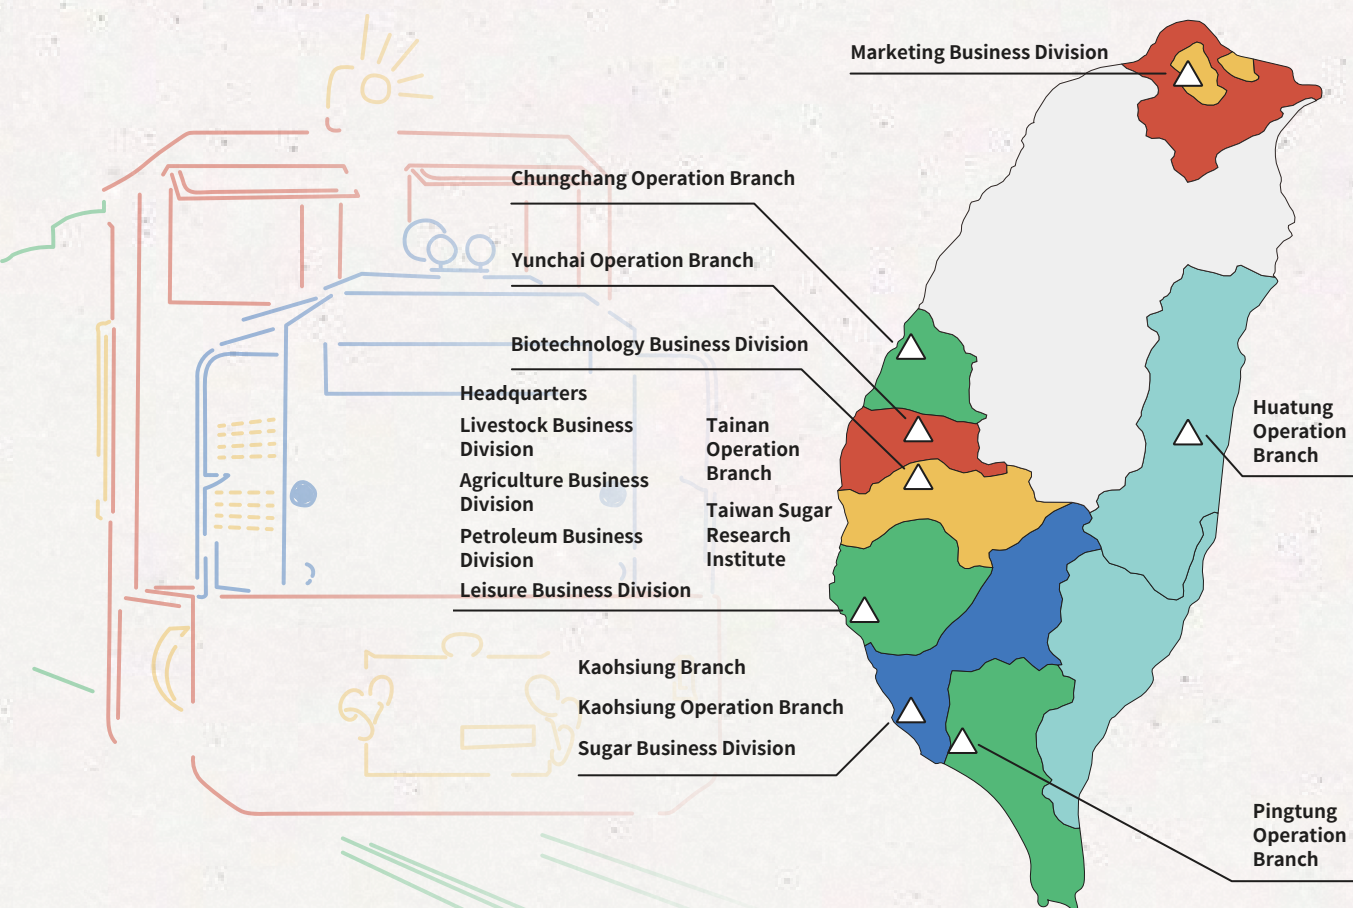 Marketing Business Division
Chungchang Operation Branch
Yunchai Operation Branch
Biotechnology Business Division
Headquarters
Livestock Business
Division
Agriculture Business
Division
Petroleum Business
Division
Leisure Business Division
Tainan
Operation
Branch
Taiwan Sugar
Research
Institute
Kaohsiung Branch
Kaohsiung Operation Branch
Sugar Business Division
Huatung
Operation
Branch
Pingtung
Operation
Branch